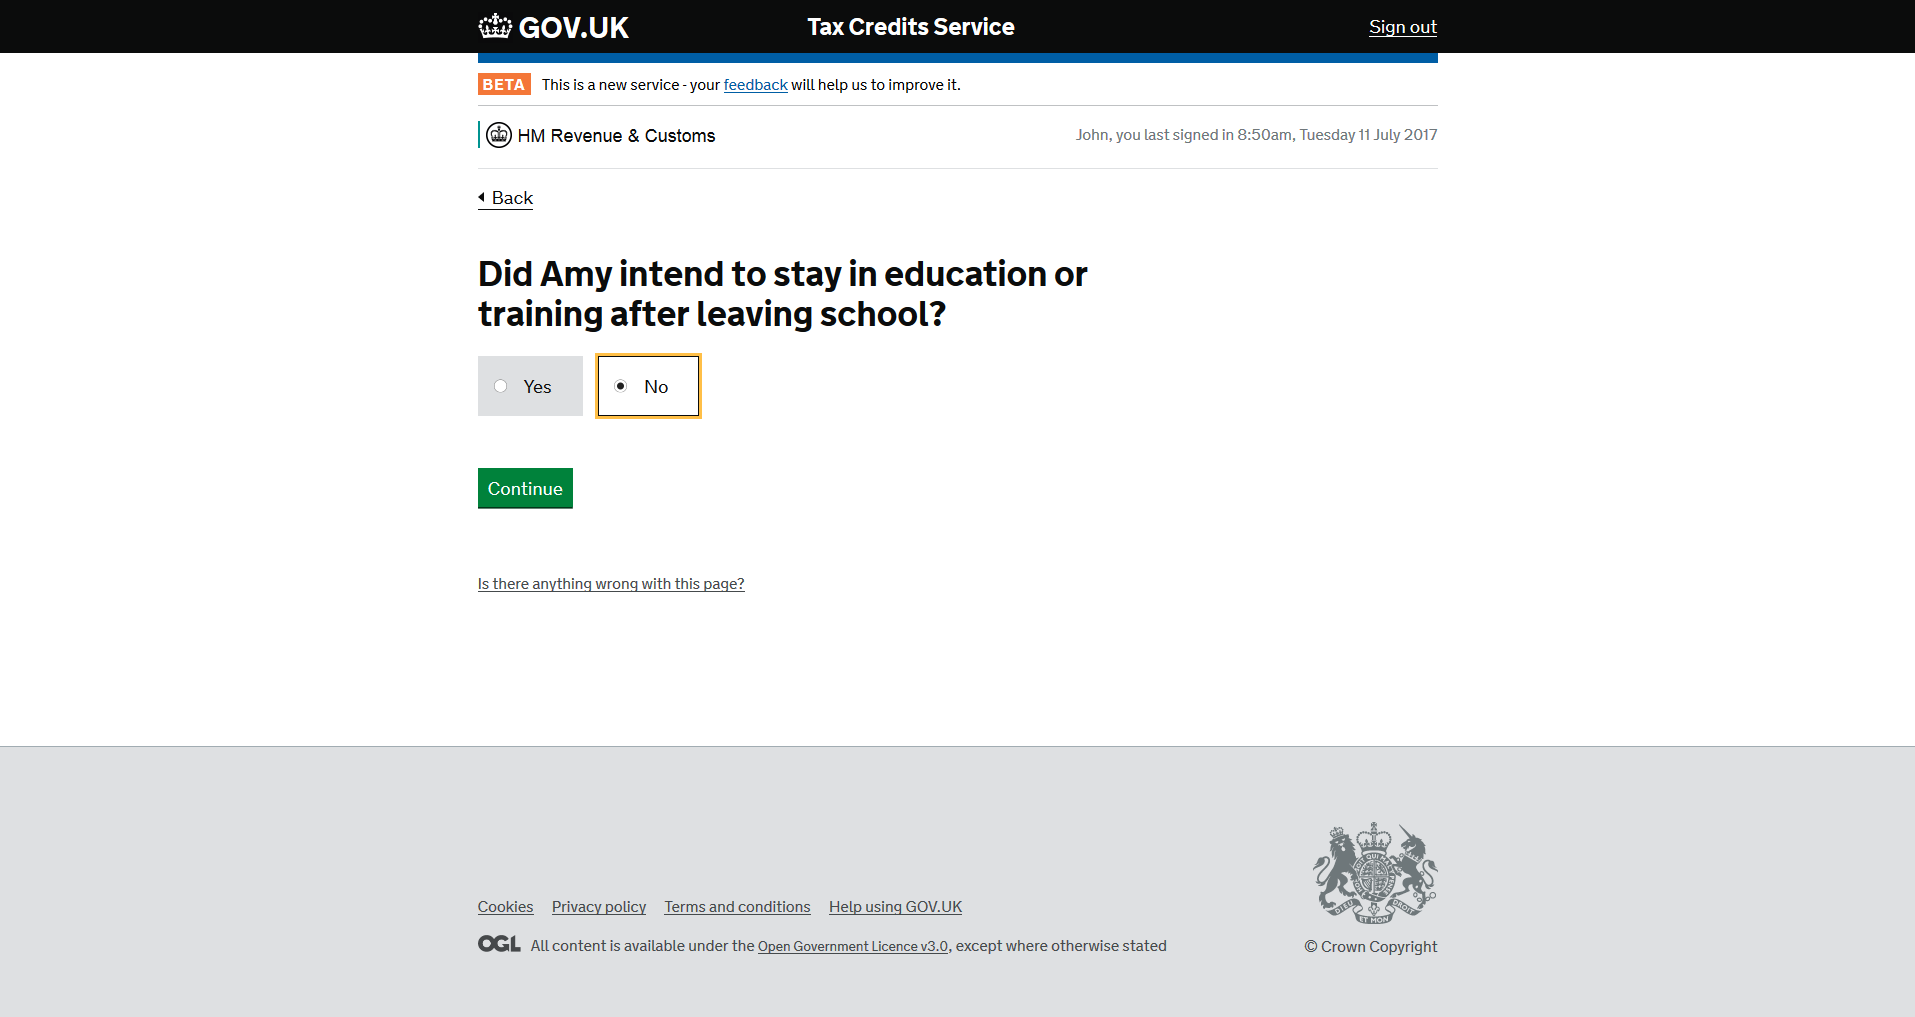 GOV.UK
Tax Credits Service
Sign out
BETA This is a new service - your feedback will help us to improve it.
HM Revenue & Customs
John, you last signed in 8:50am, Tuesday 11 July 2017
Back
Did Amy intend to stay in education or
training after leaving school?
Yes
No
Continue
Is there anything wrong with this page?
Cookies Privacy policy Terms and conditions Help using GOV.UK
OGL All content is available under the Open Government Licence v3.0, except where otherwise stated
© Crown Copyright